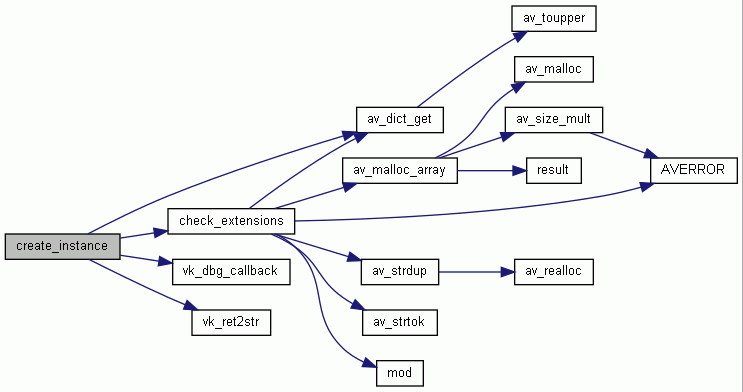 av_toupper
av_malloc
av_dict_get
av_size_mult
av_malloc_array
result
AVERROR
check_extensions
create_instance
vk_dbg_callback
av_strdup
av_realloc
vk_ret2str
av_strtok
mod